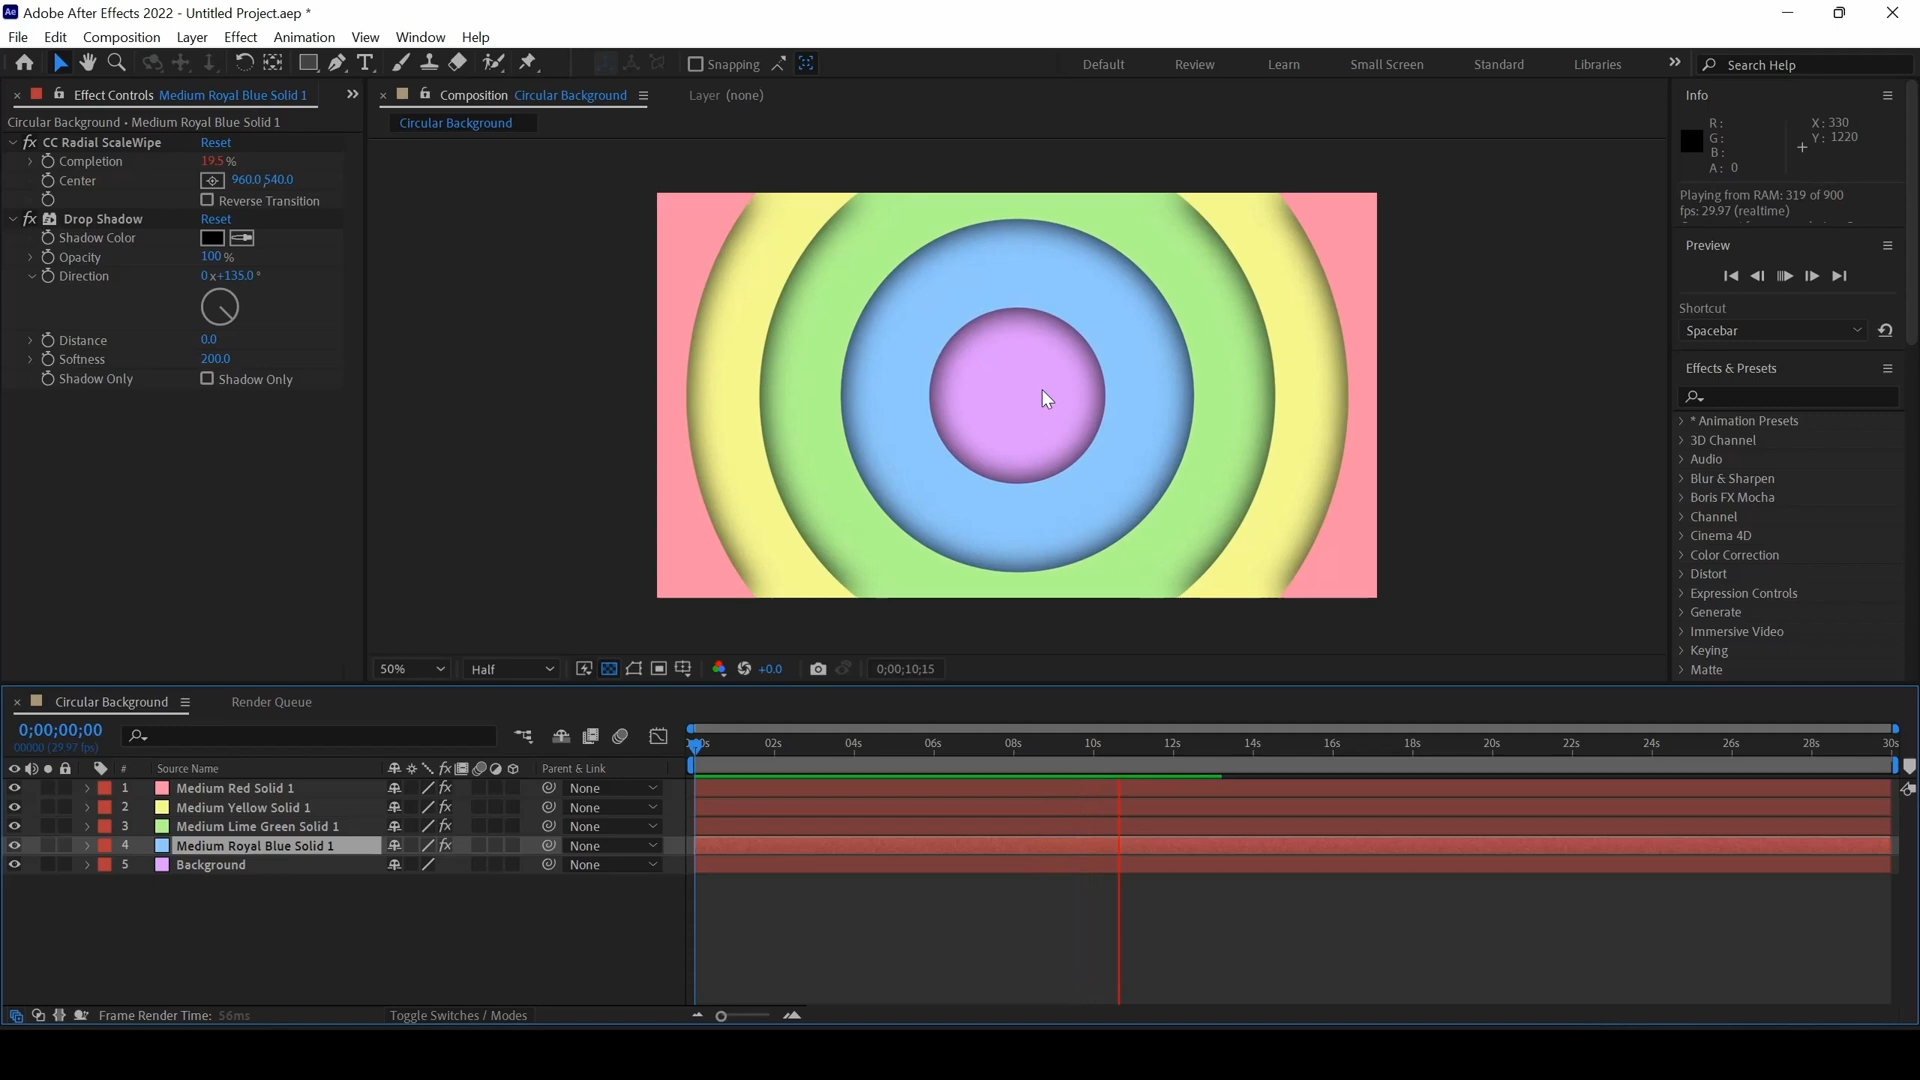 Ae Adobe After Effects 2022 - Untitled Project.aep *
File Edit Composition Layer Effect Animation View Window Help
Snapping Default Review Learn Small Screen Standard Libraries Search Help
Effect Controls Medium Royal Blue Solid 1
Circular Background • Medium Royal Blue Solid 1
fx CC Radial ScaleWipe Reset
Completion 19.5 %
Center 960.0,540.0
Reverse Transition
fx Drop Shadow Reset
Shadow Color
Opacity 100 %
Direction 0 x+135.0 °
Distance 0.0
Softness 200.0
Shadow Only Shadow Only
Composition Circular Background Layer (none)
Circular Background
50% Half +0.0 0;00;10;15
Info
R: X: 330
G: Y: 1220
B:
A: 0
Playing from RAM: 319 of 900
fps: 29.97 (realtime)
Preview
Shortcut
Spacebar
Effects & Presets
* Animation Presets
3D Channel
Audio
Blur & Sharpen
Boris FX Mocha
Channel
Cinema 4D
Color Correction
Distort
Expression Controls
Generate
Immersive Video
Keying
Matte
Circular Background Render Queue
0;00;00;00
00000 (29.97 fps)
02s 04s 06s 08s 10s 12s 14s 16s 18s 20s 22s 24s 26s 28s 30s
# Source Name fx Parent & Link
1 Medium Red Solid 1 fx None
2 Medium Yellow Solid 1 fx None
3 Medium Lime Green Solid 1 fx None
4 Medium Royal Blue Solid 1 fx None
5 Background None
Frame Render Time: 56ms Toggle Switches / Modes